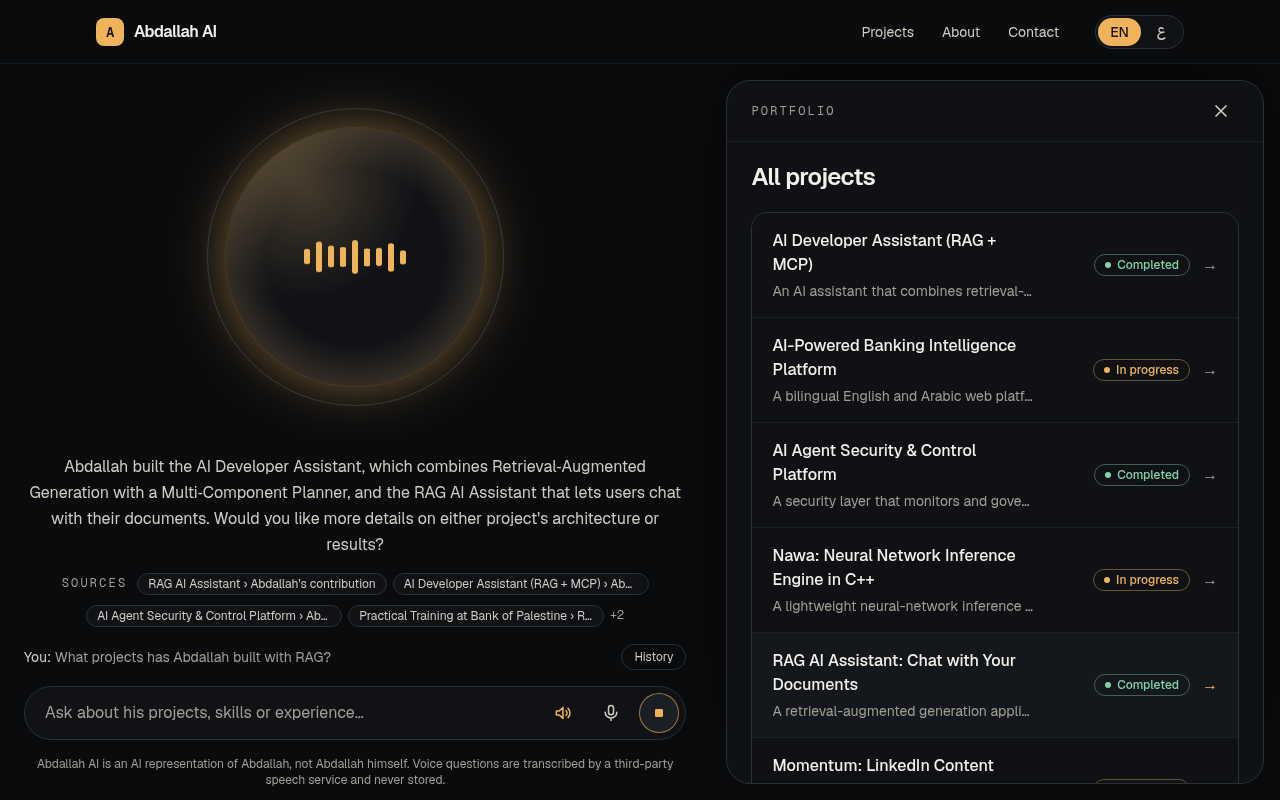 A Abdallah AI
Projects About Contact EN ع
PORTFOLIO
All projects
AI Developer Assistant (RAG +
MCP)
Completed →
An AI assistant that combines retrieval-…
AI-Powered Banking Intelligence
Platform
In progress →
A bilingual English and Arabic web platf…
AI Agent Security & Control
Platform
Completed →
A security layer that monitors and gove…
Nawa: Neural Network Inference
Engine in C++
In progress →
A lightweight neural-network inference …
RAG AI Assistant: Chat with Your
Documents
Completed →
A retrieval-augmented generation appli…
Momentum: LinkedIn Content
Abdallah built the AI Developer Assistant, which combines Retrieval-Augmented
Generation with a Multi-Component Planner, and the RAG AI Assistant that lets users chat
with their documents. Would you like more details on either project's architecture or
results?
SOURCES RAG AI Assistant › Abdallah's contribution AI Developer Assistant (RAG + MCP) › Ab…
AI Agent Security & Control Platform › Ab… Practical Training at Bank of Palestine › R… +2
You: What projects has Abdallah built with RAG? History
Ask about his projects, skills or experience…
Abdallah AI is an AI representation of Abdallah, not Abdallah himself. Voice questions are transcribed by a third-party
speech service and never stored.